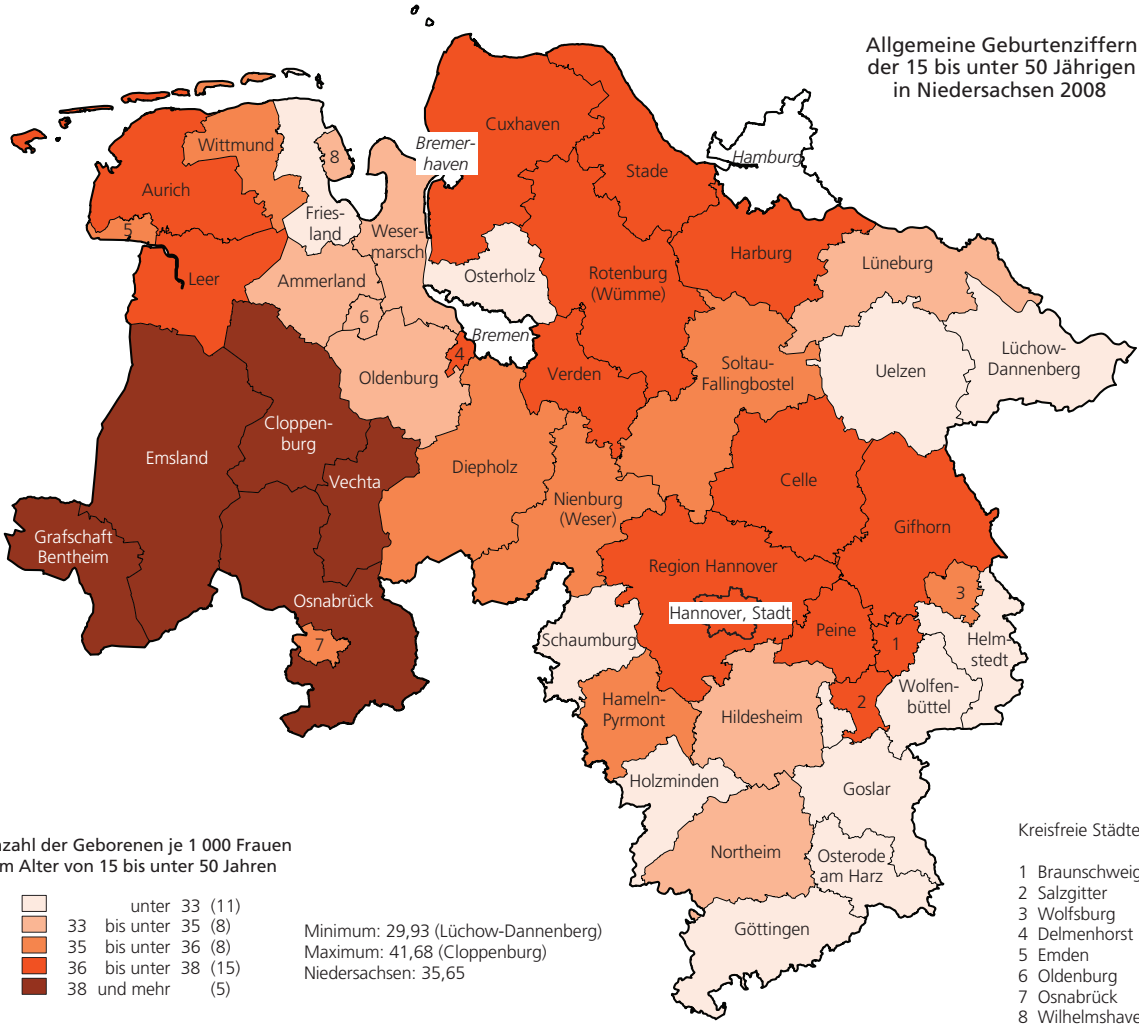 Allgemeine Geburtenziffern
der 15 bis unter 50 Jährigen
in Niedersachsen 2008
Cuxhaven
Bremer-
haven
Wittmund
8
Hamburg
Stade
Aurich
5
Fries-
land
Weser-
marsch
Leer
Ammerland
Osterholz
Rotenburg
(Wümme)
Harburg
Lüneburg
6
Bremen
4
Oldenburg
Verden
Soltau-
Fallingbostel
Uelzen
Lüchow-
Dannenberg
Cloppen-
burg
Emsland
Vechta
Diepholz
Nienburg
(Weser)
Celle
Gifhorn
Grafschaft
Bentheim
Region Hannover
Osnabrück
7
Hannover, Stadt
3
Schaumburg
Peine
1
Helm-
stedt
Wolfen-
büttel
2
Hameln-
Pyrmont
Hildesheim
Holzminden
Goslar
Northeim
Osterode
am Harz
Göttingen
zahl der Geborenen je 1 000 Frauen
m Alter von 15 bis unter 50 Jahren
unter 33 (11)
33 bis unter 35 (8)
35 bis unter 36 (8)
36 bis unter 38 (15)
38 und mehr (5)
Minimum: 29,93 (Lüchow-Dannenberg)
Maximum: 41,68 (Cloppenburg)
Niedersachsen: 35,65
Kreisfreie Städte
1 Braunschweig
2 Salzgitter
3 Wolfsburg
4 Delmenhorst
5 Emden
6 Oldenburg
7 Osnabrück
8 Wilhelmshave